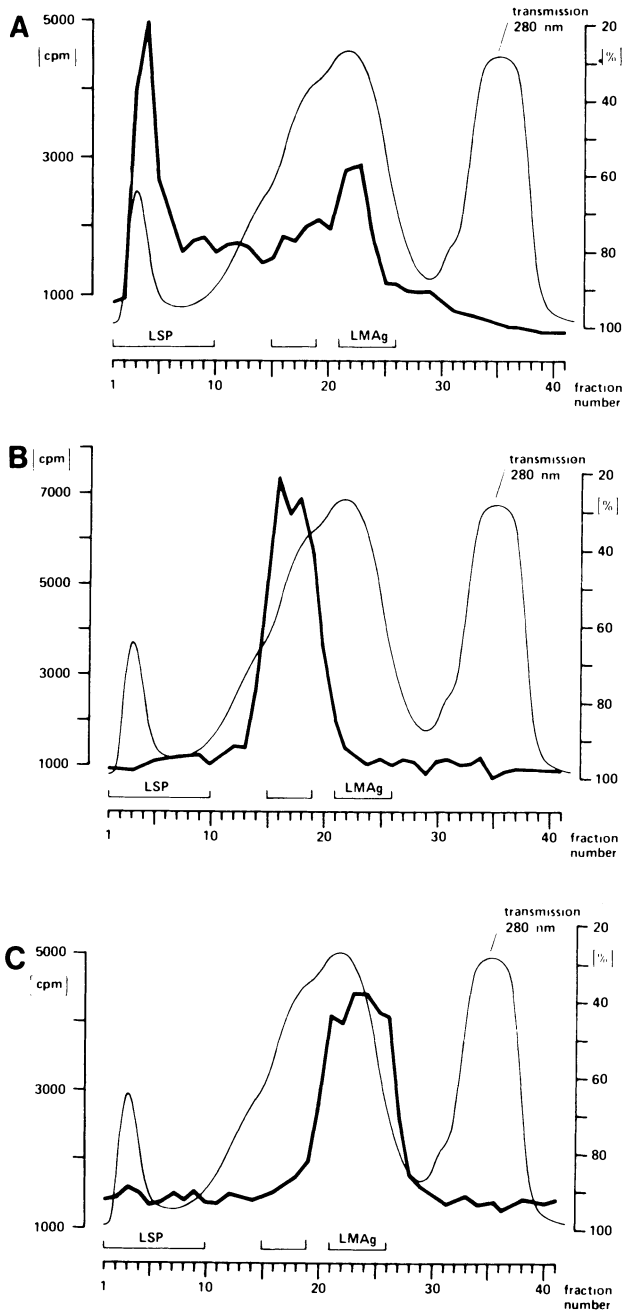 A
transmission
280 nm
5000
[cpm]
3000
1000
20
[%]
40
60
80
100
LSP
LMAg
1
10
20
30
40
fraction
number
B
transmission
280 nm
[cpm]
7000
5000
3000
1000
20
[%]
40
60
80
100
LSP
LMAg
1
10
20
30
40
fraction
number
C
transmission
280 nm
5000
[cpm]
3000
1000
20
[%]
40
60
80
100
LSP
LMAg
1
10
20
30
40
fraction
number